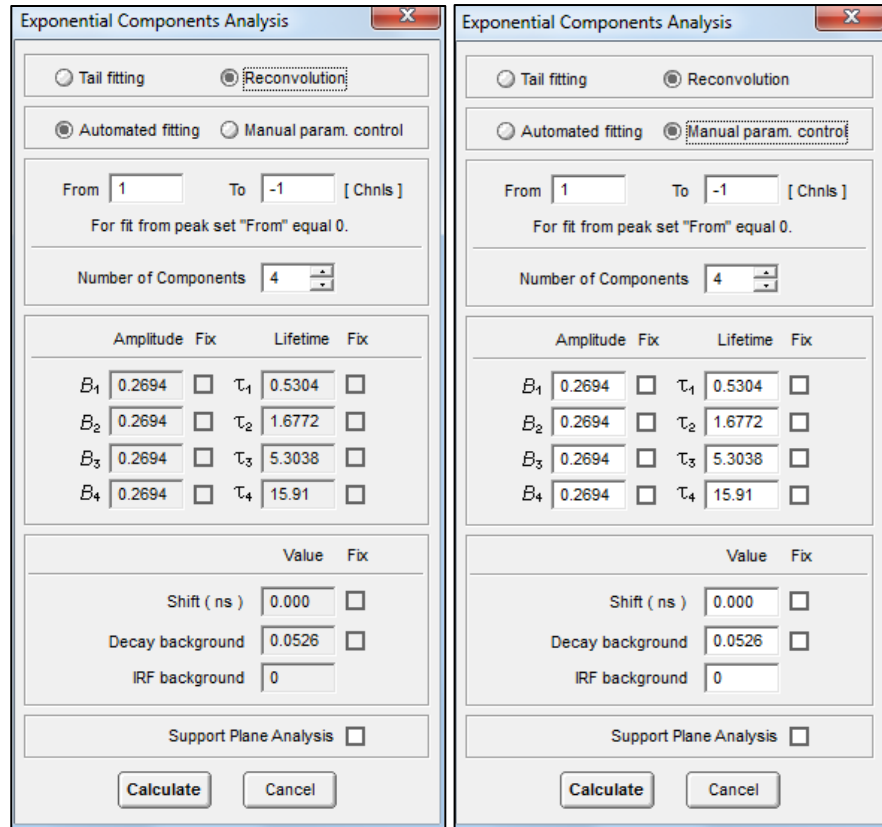 Exponential Components Analysis
Tail fitting Reconvolution
Automated fitting Manual param. control
From 1 To -1 [ Chnls ]
For fit from peak set "From" equal 0.
Number of Components 4
Amplitude Fix Lifetime Fix
B₁ 0.2694 τ₁ 0.5304
B₂ 0.2694 τ₂ 1.6772
B₃ 0.2694 τ₃ 5.3038
B₄ 0.2694 τ₄ 15.91
Value Fix
Shift ( ns ) 0.000
Decay background 0.0526
IRF background 0
Support Plane Analysis
Calculate Cancel
Exponential Components Analysis
Tail fitting Reconvolution
Automated fitting Manual param. control
From 1 To -1 [ Chnls ]
For fit from peak set "From" equal 0.
Number of Components 4
Amplitude Fix Lifetime Fix
B₁ 0.2694 τ₁ 0.5304
B₂ 0.2694 τ₂ 1.6772
B₃ 0.2694 τ₃ 5.3038
B₄ 0.2694 τ₄ 15.91
Value Fix
Shift ( ns ) 0.000
Decay background 0.0526
IRF background 0
Support Plane Analysis
Calculate Cancel